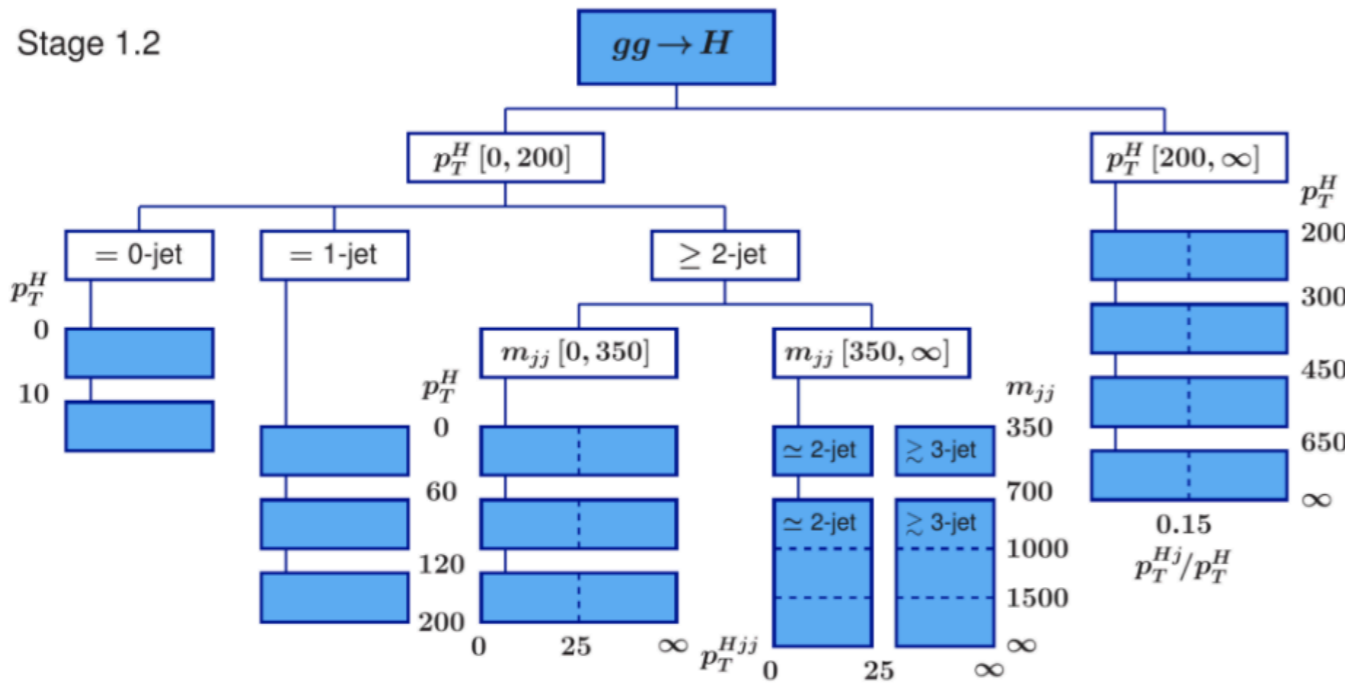 Stage 1.2
gg → H
p_T^H [0, 200]
p_T^H [200, ∞]
= 0-jet
= 1-jet
≥ 2-jet
p_T^H
0
10
m_jj [0, 350]
m_jj [350, ∞]
p_T^H
0
60
120
200
0 25 ∞
≃ 2-jet
≳ 3-jet
≃ 2-jet
≳ 3-jet
m_jj
350
700
1000
1500
∞
p_T^Hjj
0 25 ∞
p_T^H
200
300
450
650
∞
0.15
p_T^Hj/p_T^H